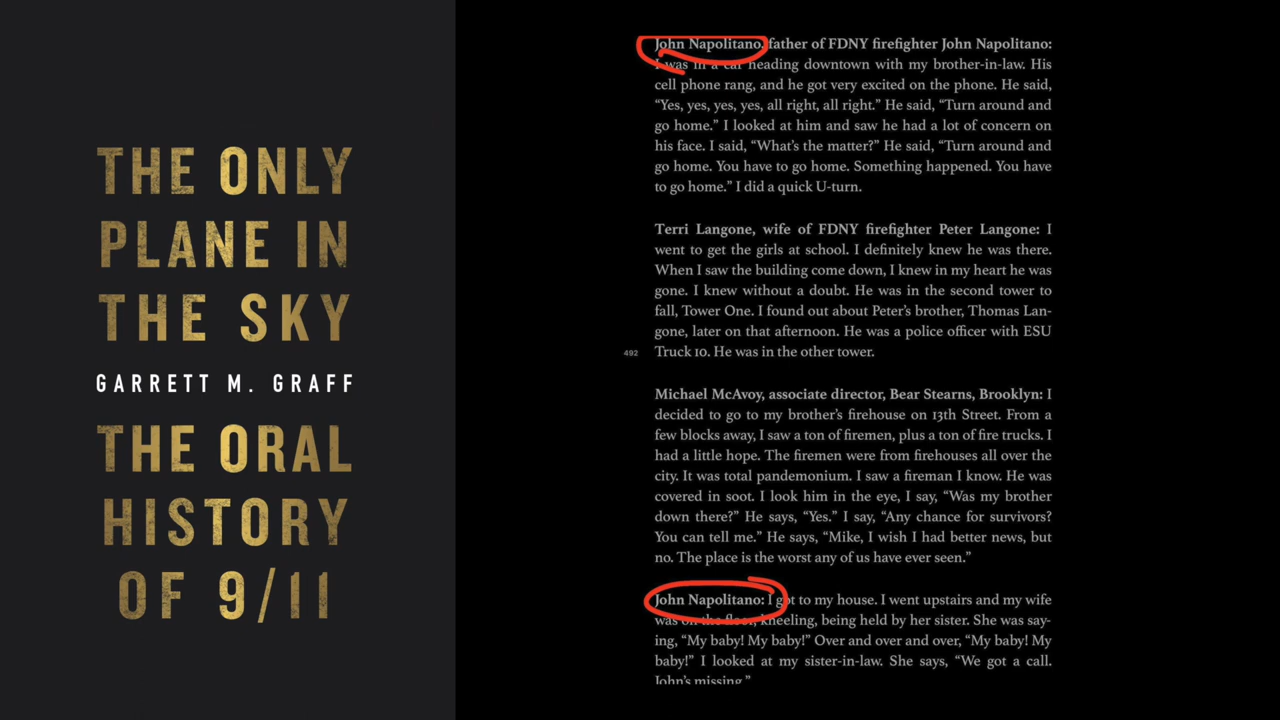 THE ONLY
PLANE IN
THE SKY
GARRETT M. GRAFF
THE ORAL
HISTORY
OF 9/11
John Napolitano, father of FDNY firefighter John Napolitano:
I was in a car heading downtown with my brother-in-law. His
cell phone rang, and he got very excited on the phone. He said,
“Yes, yes, yes, yes, all right, all right.” He said, “Turn around and
go home.” I looked at him and saw he had a lot of concern on
his face. I said, “What’s the matter?” He said, “Turn around and
go home. You have to go home. Something happened. You have
to go home.” I did a quick U-turn.
Terri Langone, wife of FDNY firefighter Peter Langone: I
went to get the girls at school. I definitely knew he was there.
When I saw the building come down, I knew in my heart he was
gone. I knew without a doubt. He was in the second tower to
fall, Tower One. I found out about Peter’s brother, Thomas Lan-
gone, later on that afternoon. He was a police officer with ESU
492 Truck 10. He was in the other tower.
Michael McAvoy, associate director, Bear Stearns, Brooklyn: I
decided to go to my brother’s firehouse on 13th Street. From a
few blocks away, I saw a ton of firemen, plus a ton of fire trucks. I
had a little hope. The firemen were from firehouses all over the
city. It was total pandemonium. I saw a fireman I know. He was
covered in soot. I look him in the eye, I say, “Was my brother
down there?” He says, “Yes.” I say, “Any chance for survivors?
You can tell me.” He says, “Mike, I wish I had better news, but
no. The place is the worst any of us have ever seen.”
John Napolitano: I got to my house. I went upstairs and my wife
was on the floor, kneeling, being held by her sister. She was say-
ing, “My baby! My baby!” Over and over and over, “My baby! My
baby!” I looked at my sister-in-law. She says, “We got a call.
John’s missing.”